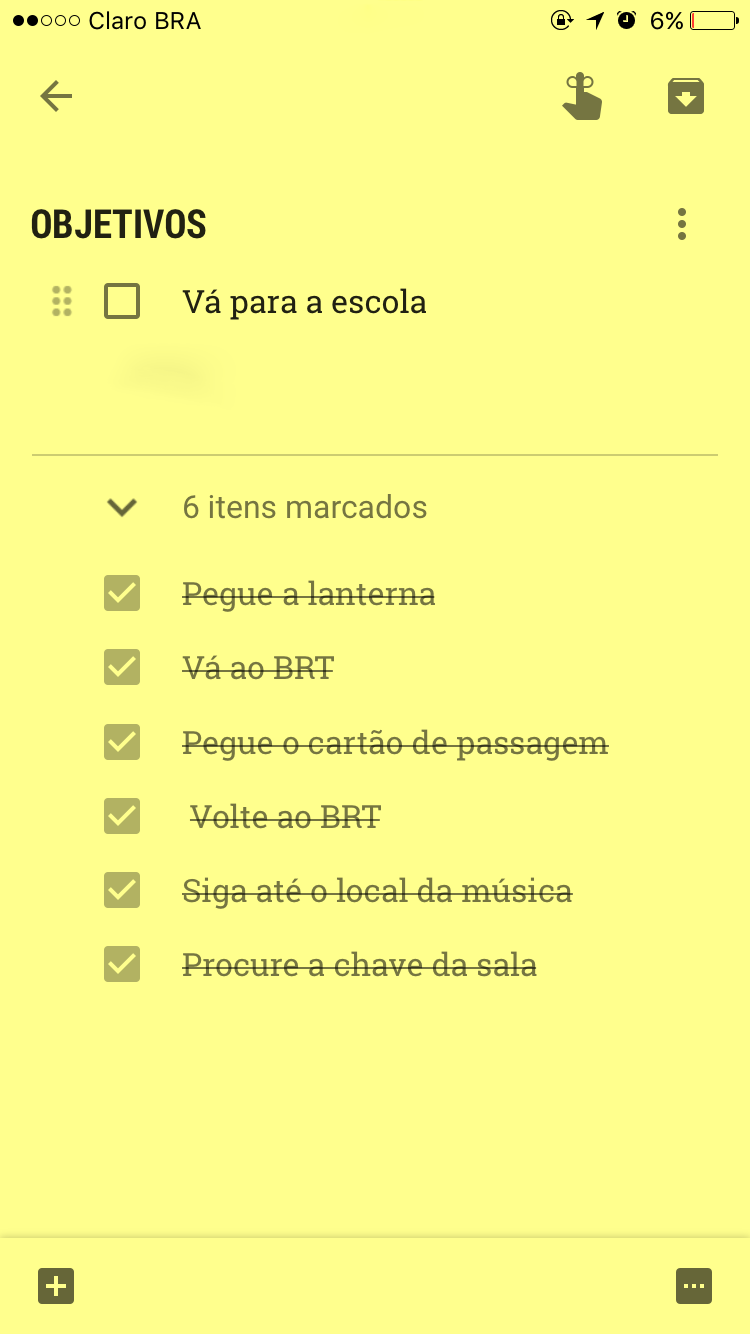 Claro BRA 6%
OBJETIVOS
Vá para a escola
6 itens marcados
Pegue a lanterna
Vá ao BRT
Pegue o cartão de passagem
Volte ao BRT
Siga até o local da música
Procure a chave da sala